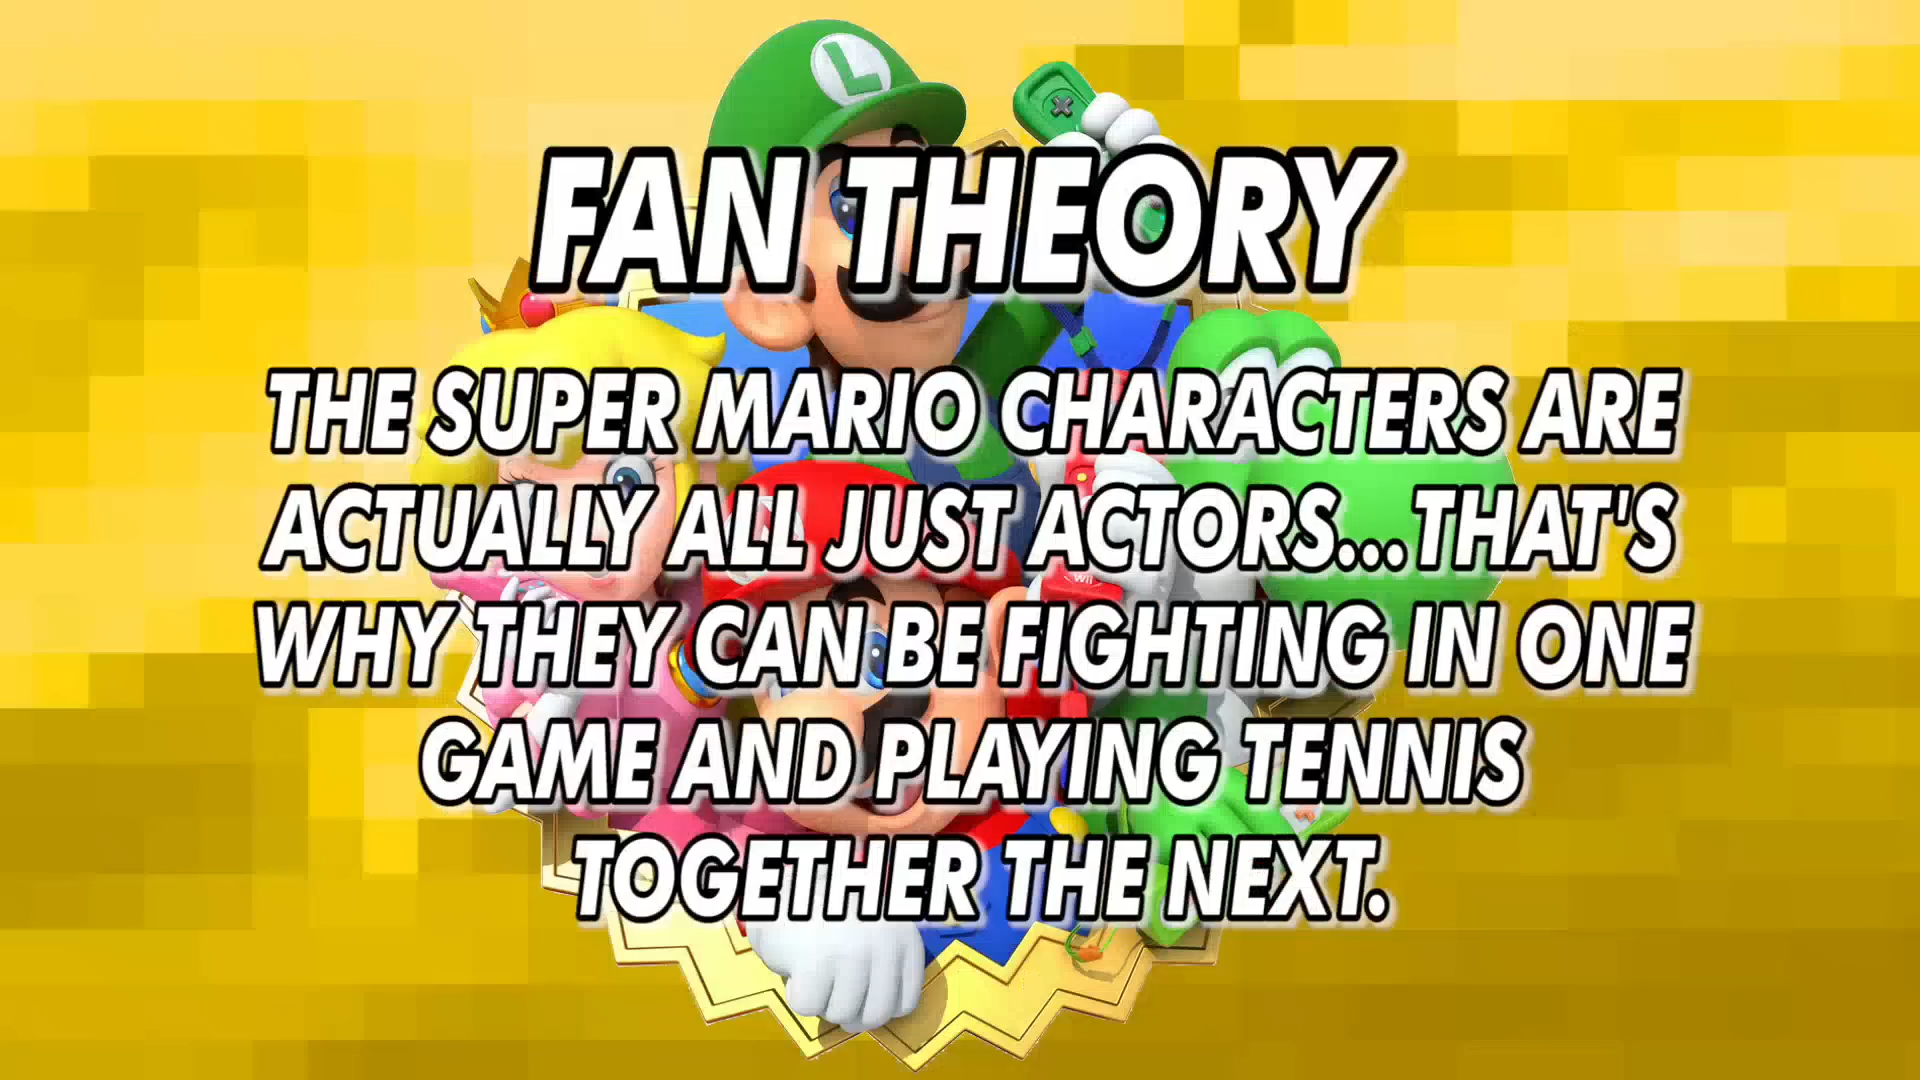 FAN THEORY
THE SUPER MARIO CHARACTERS ARE
ACTUALLY ALL JUST ACTORS...THAT'S
WHY THEY CAN BE FIGHTING IN ONE
GAME AND PLAYING TENNIS
TOGETHER THE NEXT.
L
Wii